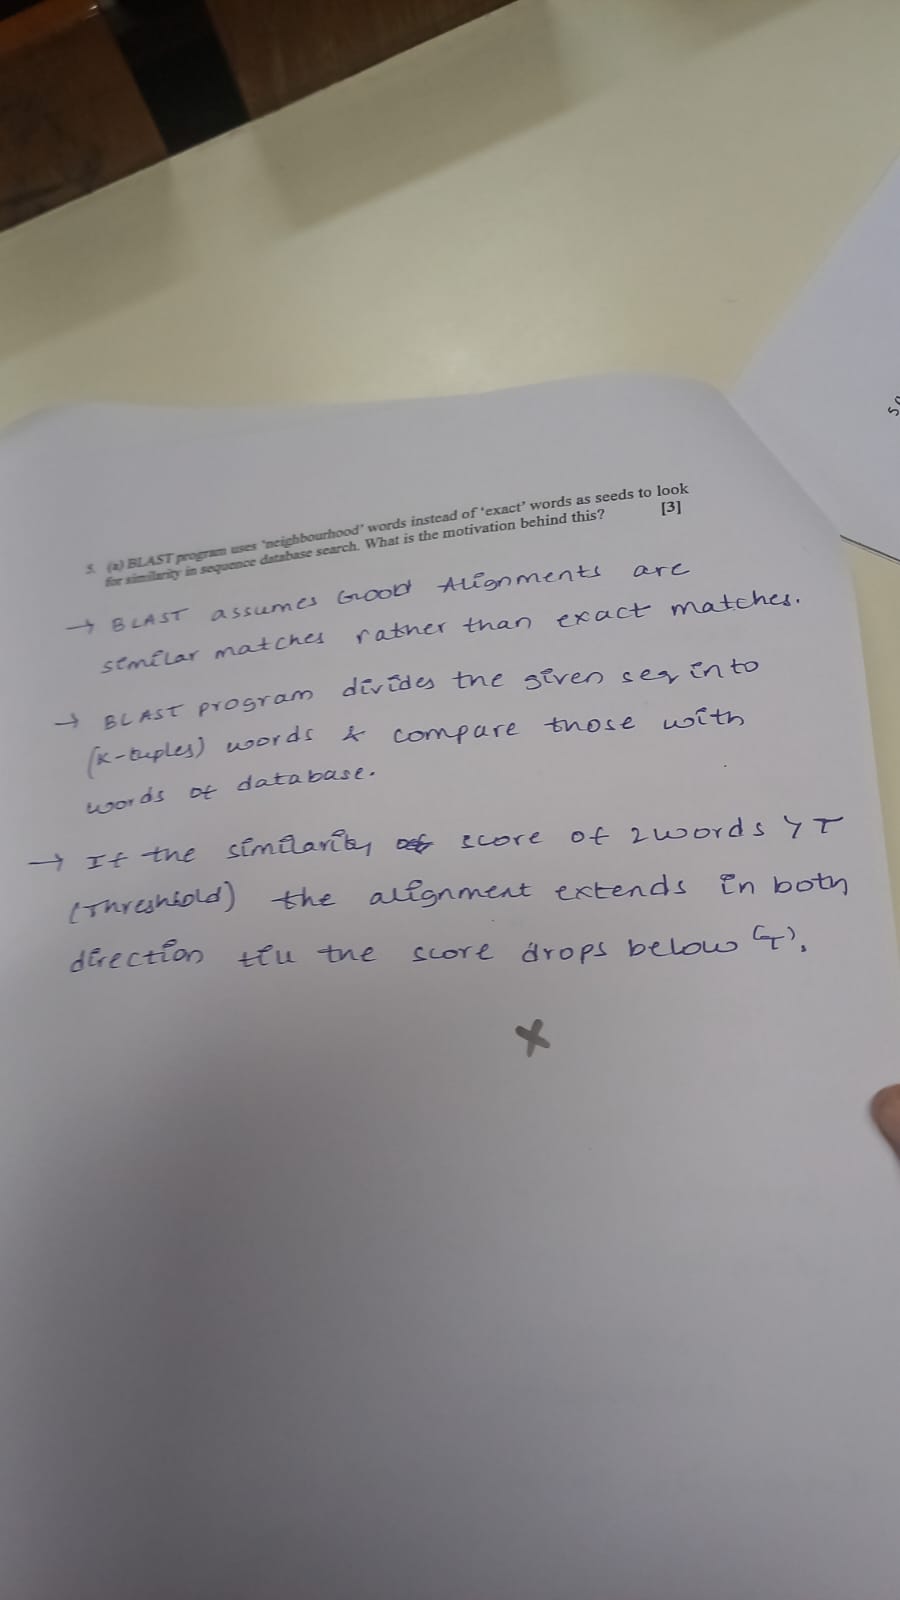 5. (a) BLAST program uses 'neighbourhood' words instead of 'exact' words as seeds to look
for similarity in sequence database search. What is the motivation behind this? [3]
→ BLAST assumes Good Alignments are
similar matches rather than exact matches.
→ BLAST program divides the given seq into
(k-tuples) words & compare those with
words of database.
→ If the similarity score of 2 words > T
(Threshold) the alignment extends in both
direction till the score drops below (T).